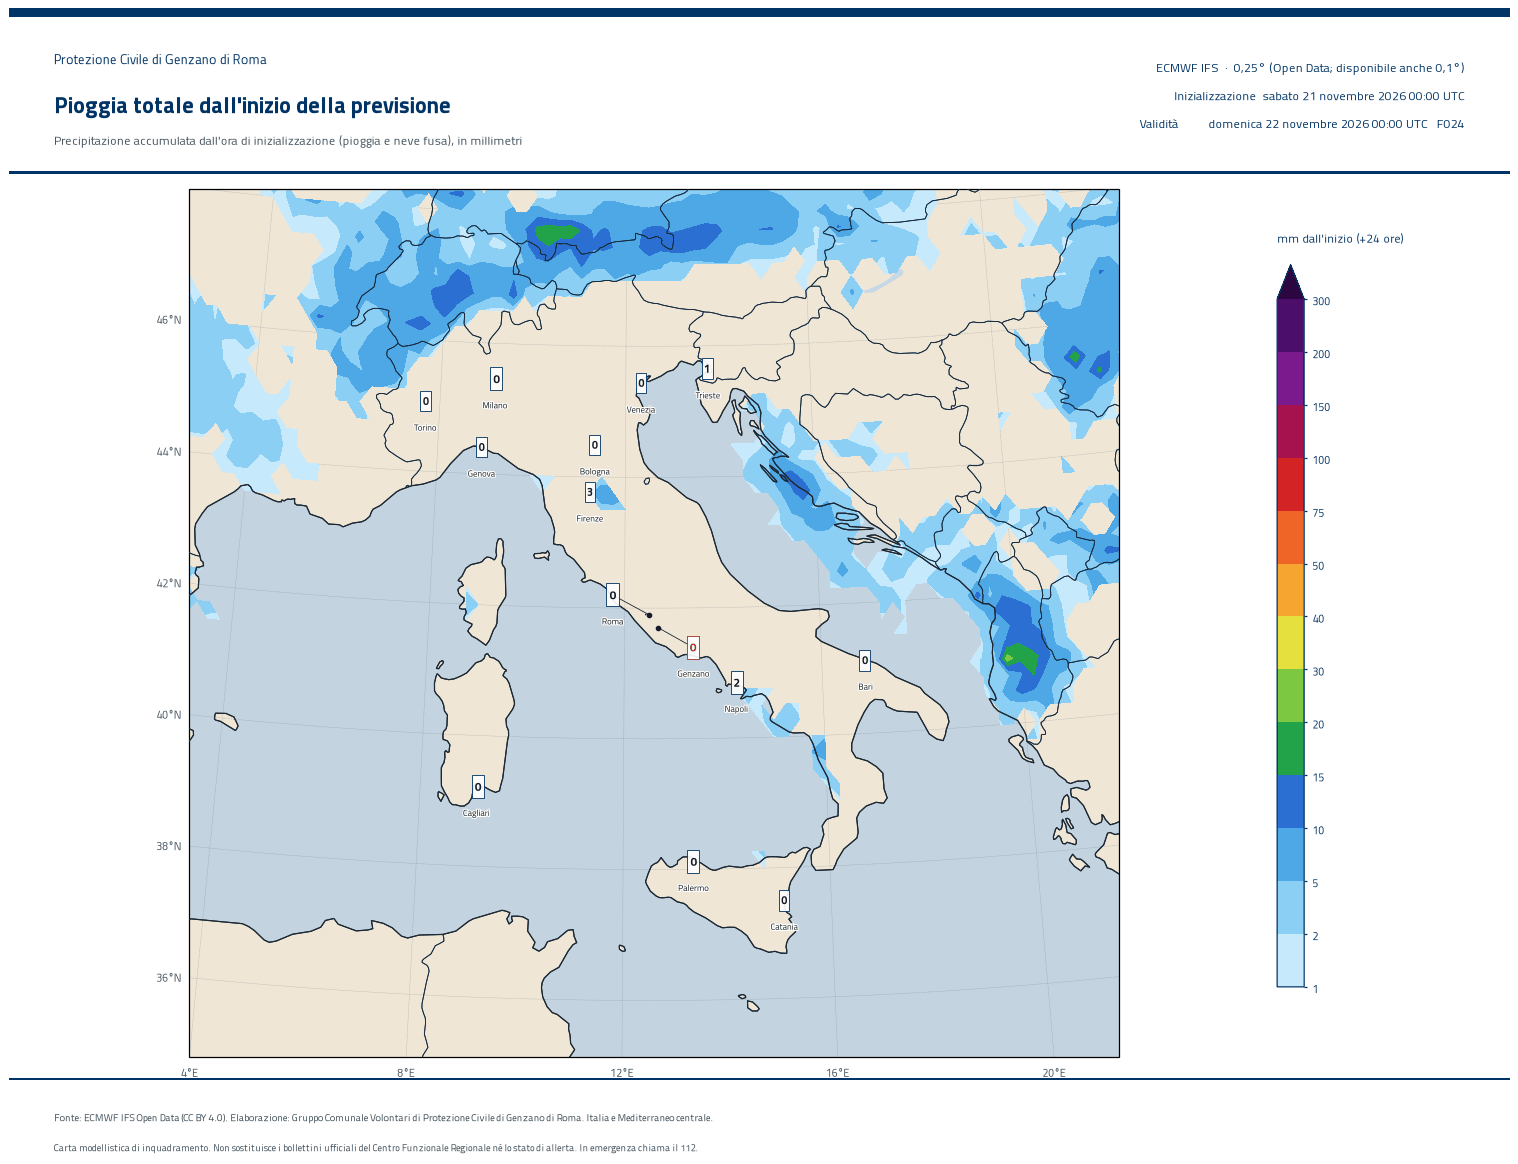 Protezione Civile di Genzano di Roma
Pioggia totale dall'inizio della previsione
Precipitazione accumulata dall'ora di inizializzazione (pioggia e neve fusa), in millimetri
ECMWF IFS · 0,25° (Open Data; disponibile anche 0,1°)
Inizializzazione sabato 21 novembre 2026 00:00 UTC
Validità domenica 22 novembre 2026 00:00 UTC F024
mm dall'inizio (+24 ore)
300
200
150
100
75
50
40
30
20
15
10
5
2
1
46°N
44°N
42°N
40°N
38°N
36°N
4°E
8°E
12°E
16°E
20°E
0
Torino
0
Milano
0
Venezia
1
Trieste
0
Genova
0
Bologna
3
Firenze
0
Roma
0
Genzano
2
Napoli
0
Bari
0
Cagliari
0
Palermo
0
Catania
Fonte: ECMWF IFS Open Data (CC BY 4.0). Elaborazione: Gruppo Comunale Volontari di Protezione Civile di Genzano di Roma. Italia e Mediterraneo centrale.
Carta modellistica di inquadramento. Non sostituisce i bollettini ufficiali del Centro Funzionale Regionale né lo stato di allerta. In emergenza chiama il 112.